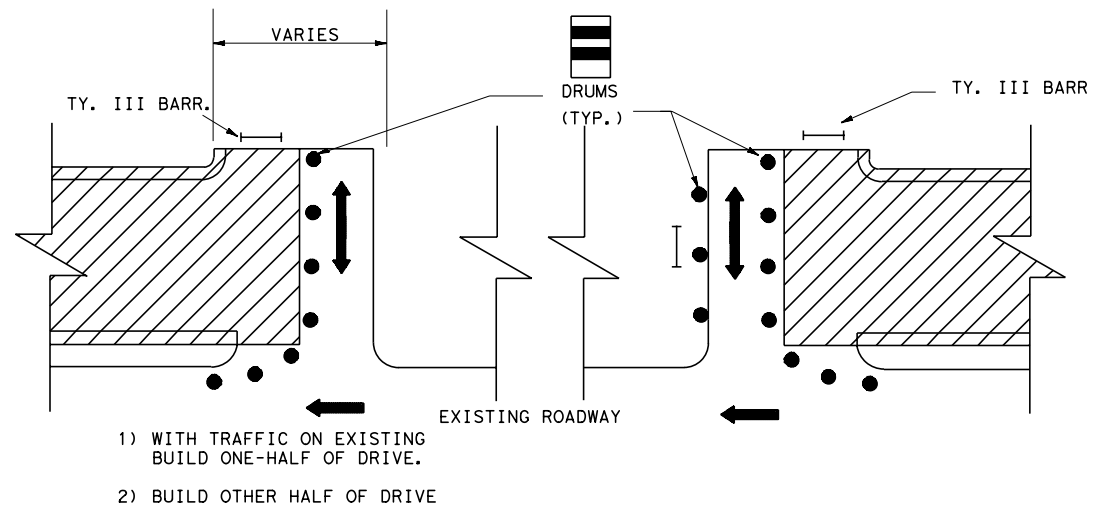 VARIES
TY. III BARR.
DRUMS
(TYP.)
TY. III BARR
EXISTING ROADWAY
1) WITH TRAFFIC ON EXISTING
BUILD ONE-HALF OF DRIVE.
2) BUILD OTHER HALF OF DRIVE